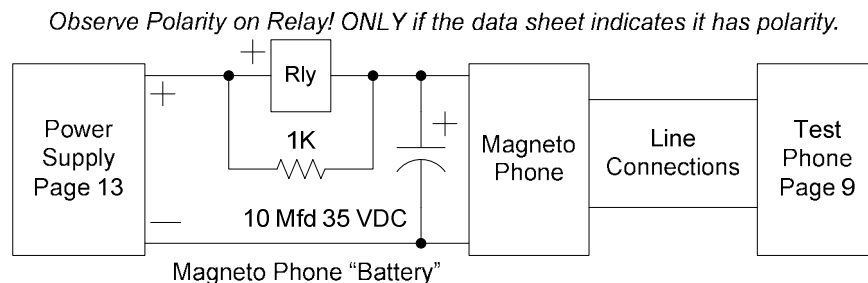 Observe Polarity on Relay! ONLY if the data sheet indicates it has polarity.
+
Rly
+
Power
Supply
Page 13
1K
+
Magneto
Phone
Line
Connections
Test
Phone
Page 9
—
10 Mfd 35 VDC
Magneto Phone “Battery”